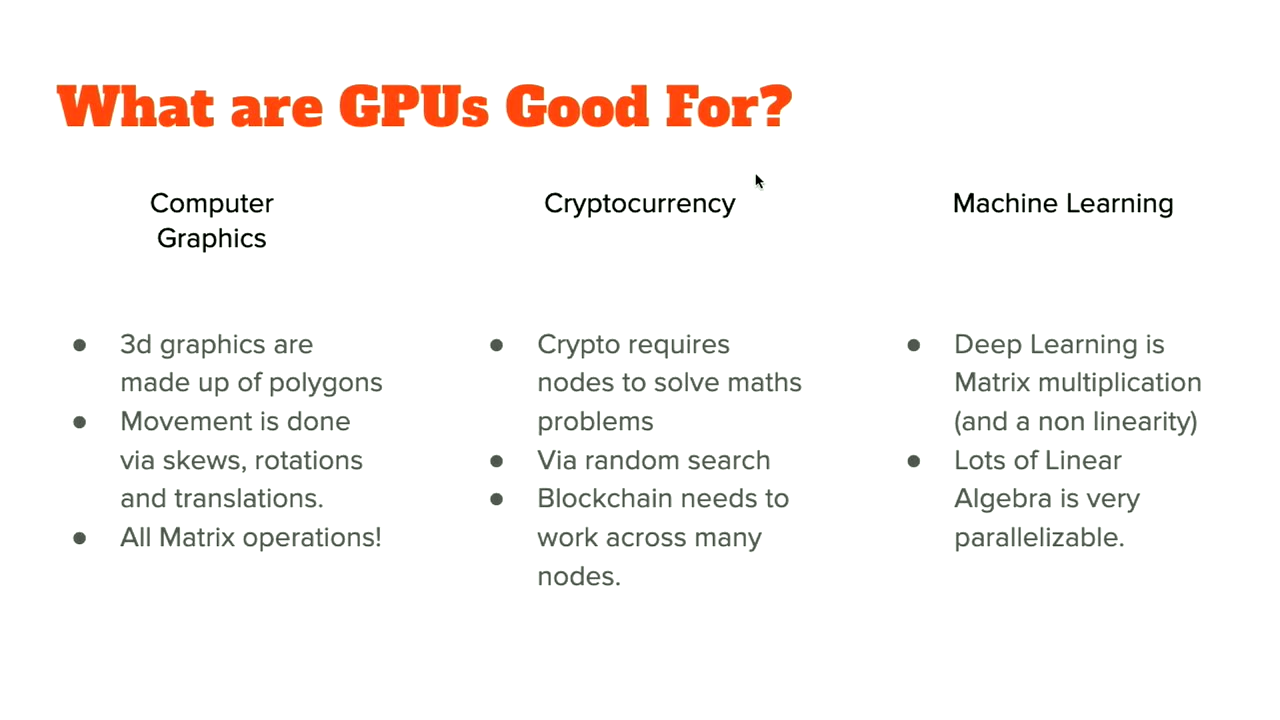 What are GPUs Good For?
Computer
Graphics
● 3d graphics are
made up of polygons
● Movement is done
via skews, rotations
and translations.
● All Matrix operations!
Cryptocurrency
● Crypto requires
nodes to solve maths
problems
● Via random search
● Blockchain needs to
work across many
nodes.
Machine Learning
● Deep Learning is
Matrix multiplication
(and a non linearity)
● Lots of Linear
Algebra is very
parallelizable.